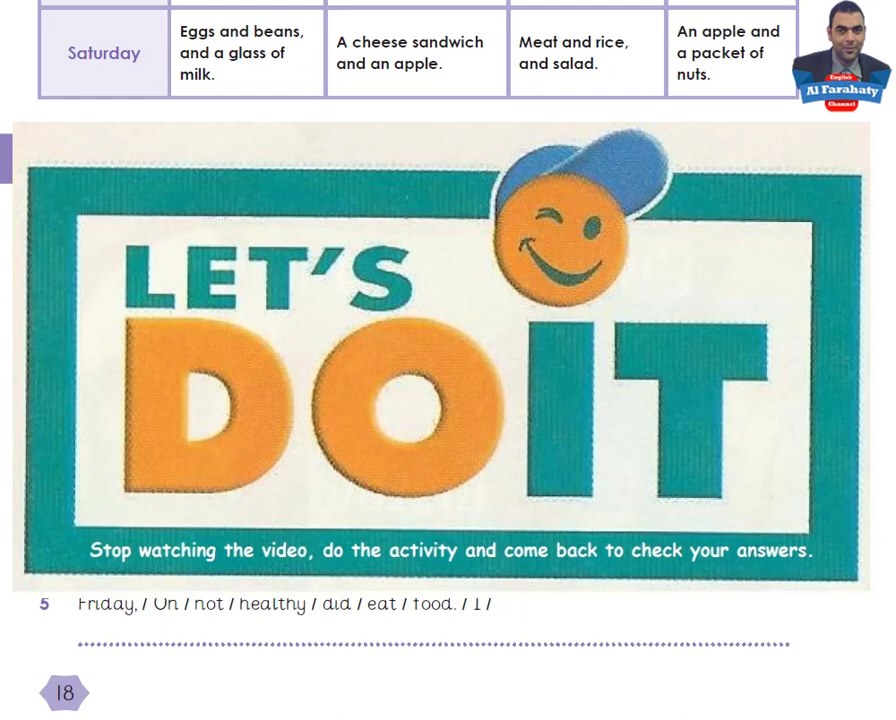 Saturday
Eggs and beans,
and a glass of
milk.
A cheese sandwich
and an apple.
Meat and rice,
and salad.
An apple and
a packet of
nuts.
English
Al Farahaty
Channel
LET'S
DO IT
Stop watching the video, do the activity and come back to check your answers.
5 Friday, / On / not / healthy / did / eat / food. / I /
18